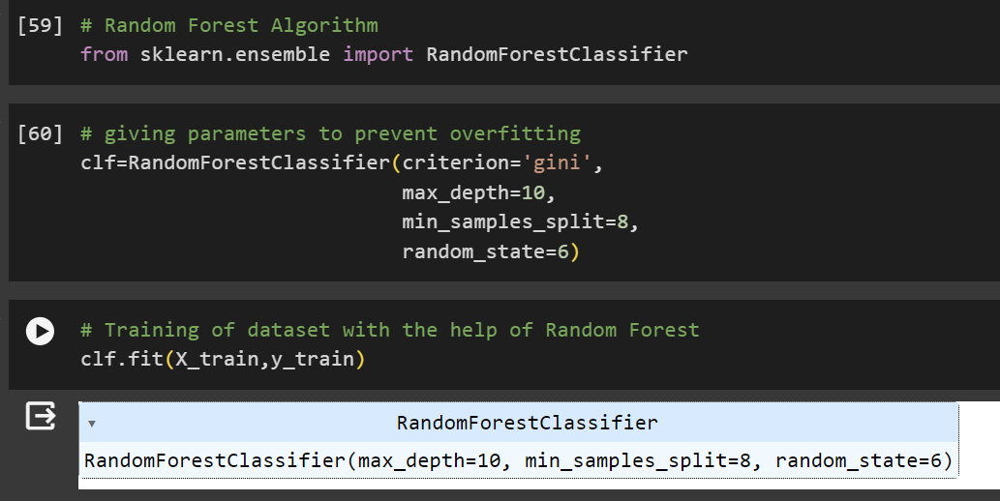 [59] # Random Forest Algorithm
from sklearn.ensemble import RandomForestClassifier
[60] # giving parameters to prevent overfitting
clf=RandomForestClassifier(criterion='gini',
max_depth=10,
min_samples_split=8,
random_state=6)
# Training of dataset with the help of Random Forest
clf.fit(X_train,y_train)
RandomForestClassifier
RandomForestClassifier(max_depth=10, min_samples_split=8, random_state=6)